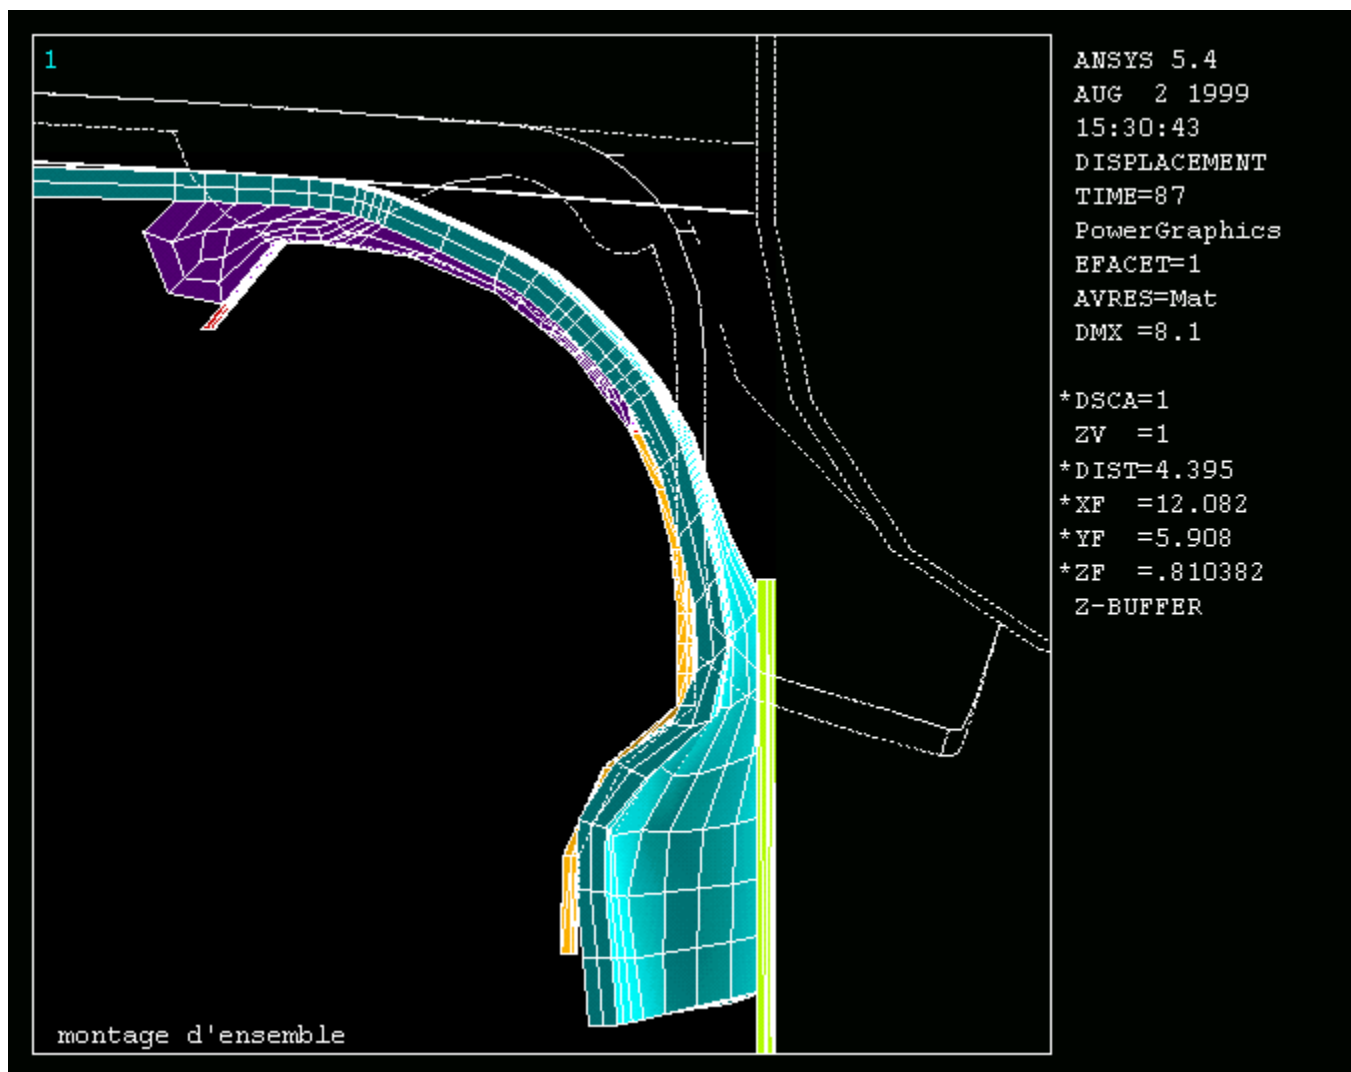 1
ANSYS 5.4
AUG 2 1999
15:30:43
DISPLACEMENT
TIME=87
PowerGraphics
EFACET=1
AVRES=Mat
DMX =8.1
*DSCA=1
ZV =1
*DIST=4.395
*XF =12.082
*YF =5.908
*ZF =.810382
Z-BUFFER
montage d'ensemble